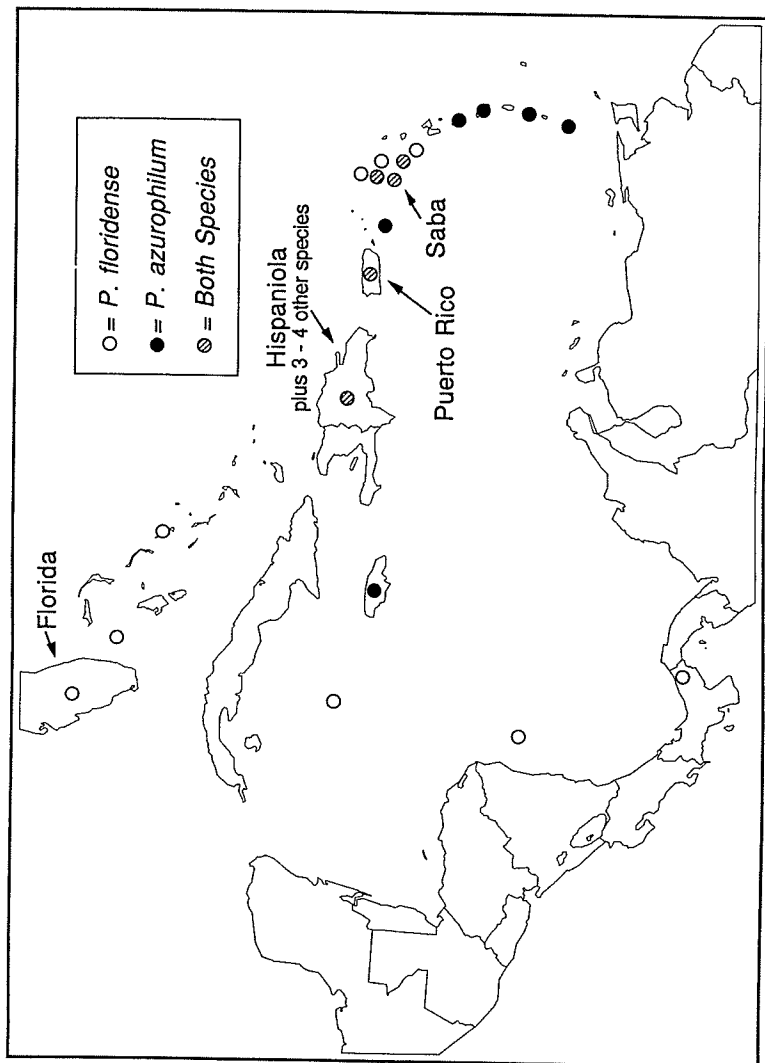 Florida
○ = P. floridense
● = P. azurophilum
◍ = Both Species
Hispaniola
plus 3 - 4 other species
Puerto Rico
Saba